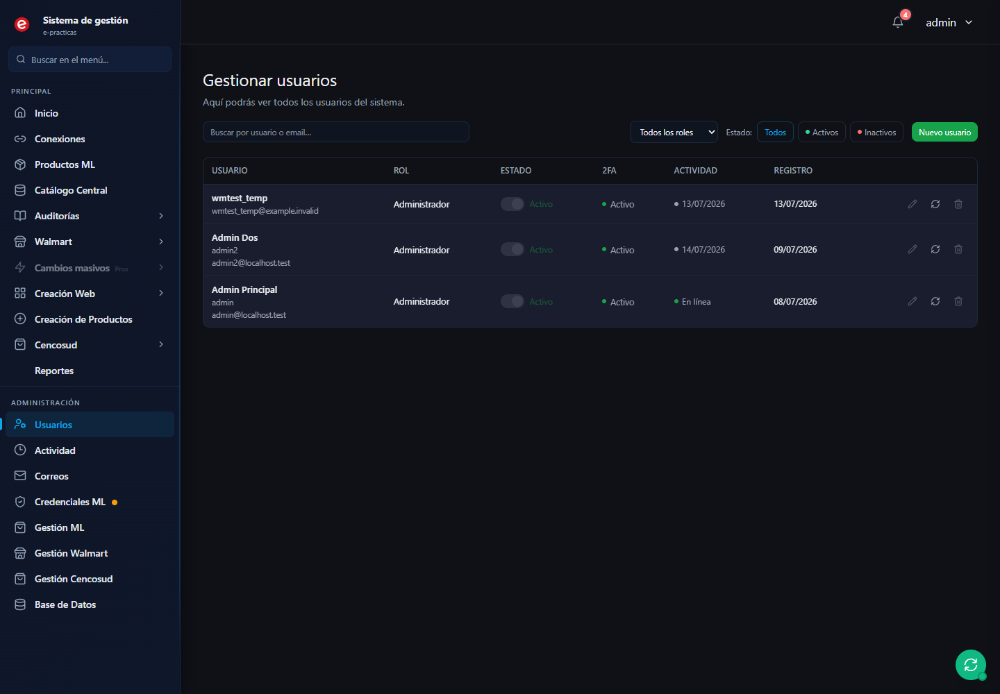 Sistema de gestión
e-practicas
Buscar en el menú...
PRINCIPAL
Inicio
Conexiones
Productos ML
Catálogo Central
Auditorías
Walmart
Cambios masivos Prox
Creación Web
Creación de Productos
Cencosud
Reportes
ADMINISTRACIÓN
Usuarios
Actividad
Correos
Credenciales ML
Gestión ML
Gestión Walmart
Gestión Cencosud
Base de Datos
4
admin
Gestionar usuarios
Aquí podrás ver todos los usuarios del sistema.
Buscar por usuario o email... Todos los roles Estado: Todos Activos Inactivos Nuevo usuario
USUARIO ROL ESTADO 2FA ACTIVIDAD REGISTRO
wmtest_temp
wmtest_temp@example.invalid
Administrador Activo Activo 13/07/2026 13/07/2026
Admin Dos
admin2
admin2@localhost.test
Administrador Activo Activo 14/07/2026 09/07/2026
Admin Principal
admin
admin@localhost.test
Administrador Activo Activo En línea 08/07/2026